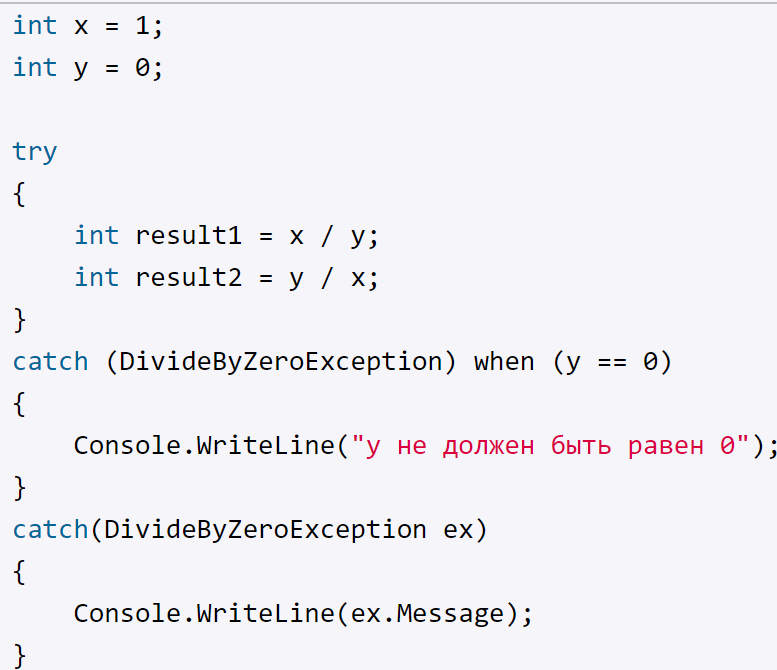 int x = 1;
int y = 0;

try
{
    int result1 = x / y;
    int result2 = y / x;
}
catch (DivideByZeroException) when (y == 0)
{
    Console.WriteLine("y не должен быть равен 0");
}
catch(DivideByZeroException ex)
{
    Console.WriteLine(ex.Message);
}